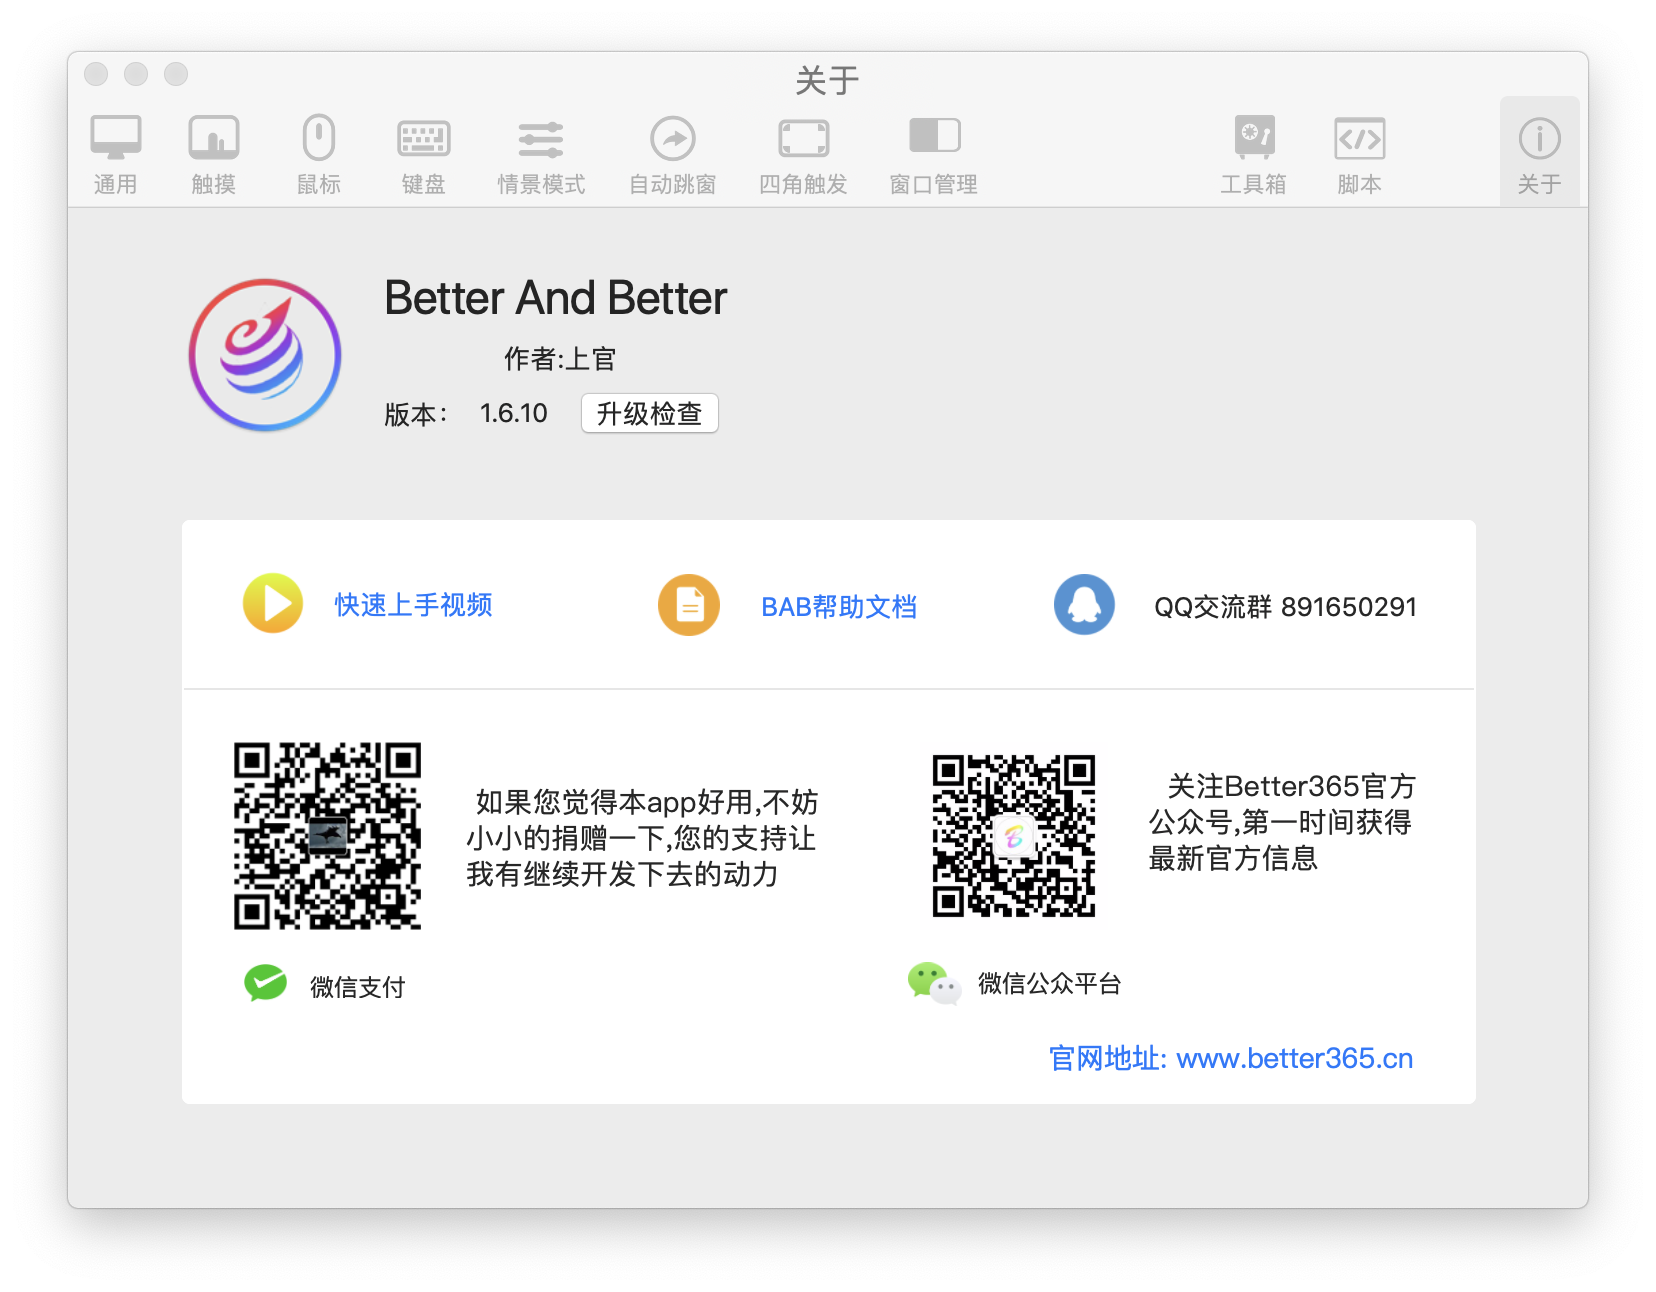 关于
通用 触摸 鼠标 键盘 情景模式 自动跳窗 四角触发 窗口管理 工具箱 脚本 关于
Better And Better
作者:上官
版本： 1.6.10 升级检查
快速上手视频 BAB帮助文档 QQ交流群 891650291
如果您觉得本app好用,不妨
小小的捐赠一下,您的支持让
我有继续开发下去的动力
关注Better365官方
公众号,第一时间获得
最新官方信息
微信支付 微信公众平台
官网地址: www.better365.cn